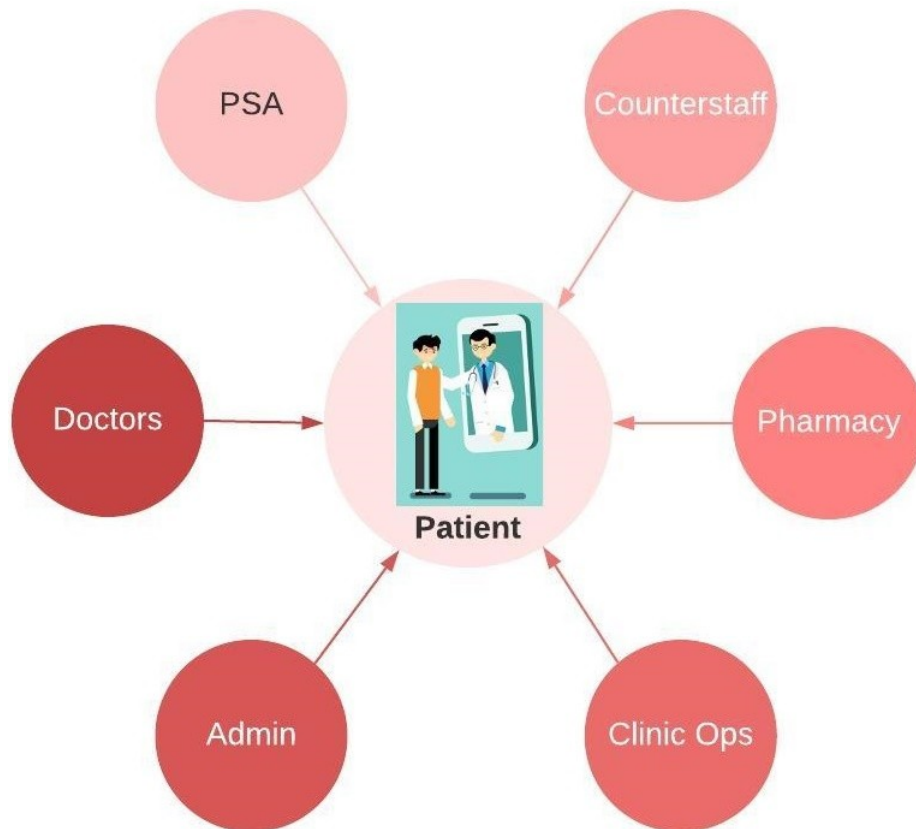 PSA
Counterstaff
Doctors
Pharmacy
Patient
Admin
Clinic Ops